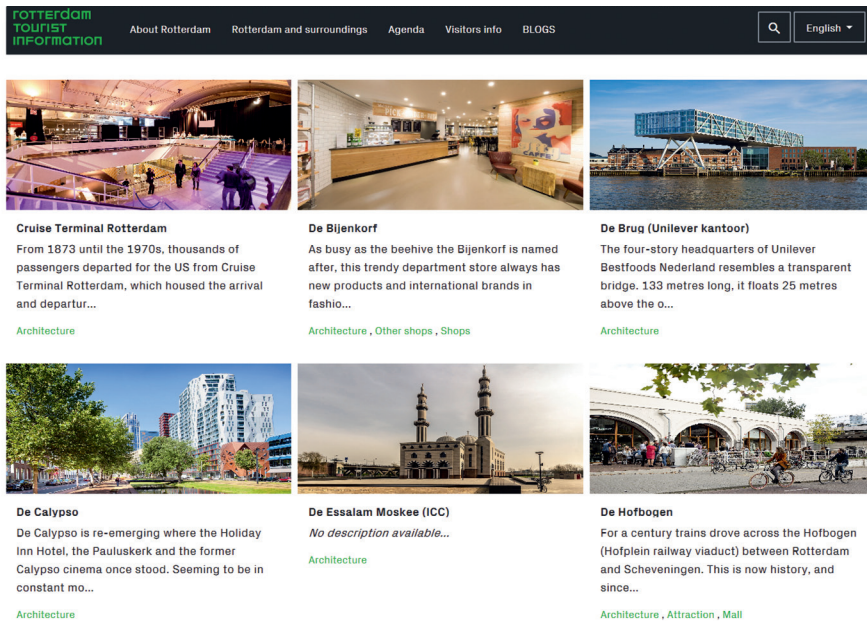 rotterdam
tourist
information
About Rotterdam
Rotterdam and surroundings
Agenda
Visitors info
BLOGS
English
Cruise Terminal Rotterdam
From 1873 until the 1970s, thousands of
passengers departed for the US from Cruise
Terminal Rotterdam, which housed the arrival
and departur...
Architecture
De Bijenkorf
As busy as the beehive the Bijenkorf is named
after, this trendy department store always has
new products and international brands in
fashio...
Architecture , Other shops , Shops
De Brug (Unilever kantoor)
The four-story headquarters of Unilever
Bestfoods Nederland resembles a transparent
bridge. 133 metres long, it floats 25 metres
above the o...
Architecture
De Calypso
De Calypso is re-emerging where the Holiday
Inn Hotel, the Pauluskerk and the former
Calypso cinema once stood. Seeming to be in
constant mo...
Architecture
De Essalam Moskee (ICC)
No description available...
Architecture
De Hofbogen
For a century trains drove across the Hofbogen
(Hofplein railway viaduct) between Rotterdam
and Scheveningen. This is now history, and
since...
Architecture , Attraction , Mall